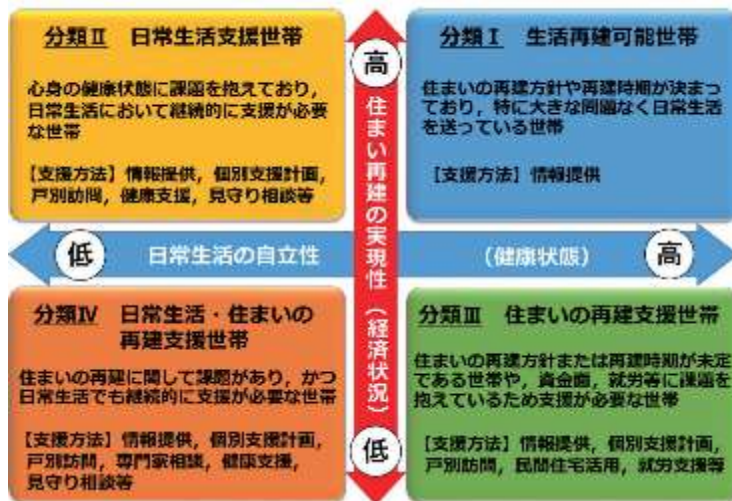 分類Ⅱ 日常生活支援世帯
心身の健康状態に課題を抱えており，
日常生活において継続的に支援が必要
な世帯
【支援方法】情報提供，個別支援計画，
戸別訪問，健康支援，見守り相談等
分類Ⅰ 生活再建可能世帯
住まいの再建方針や再建時期が決まっ
ており，特に大きな問題なく日常生活
を送っている世帯
【支援方法】情報提供
高
住まい再建の実現性（経済状況）
低
低
日常生活の自立性
（健康状態）
高
分類Ⅳ 日常生活・住まいの
再建支援世帯
住まいの再建に関して課題があり，かつ
日常生活でも継続的に支援が必要な世帯
【支援方法】情報提供，個別支援計画，
戸別訪問，専門家相談，健康支援，
見守り相談等
分類Ⅲ 住まいの再建支援世帯
住まいの再建方針または再建時期が未定
である世帯や，資金面，就労等に課題を
抱えているため支援が必要な世帯
【支援方法】情報提供，個別支援計画，
戸別訪問，民間住宅活用，就労支援等